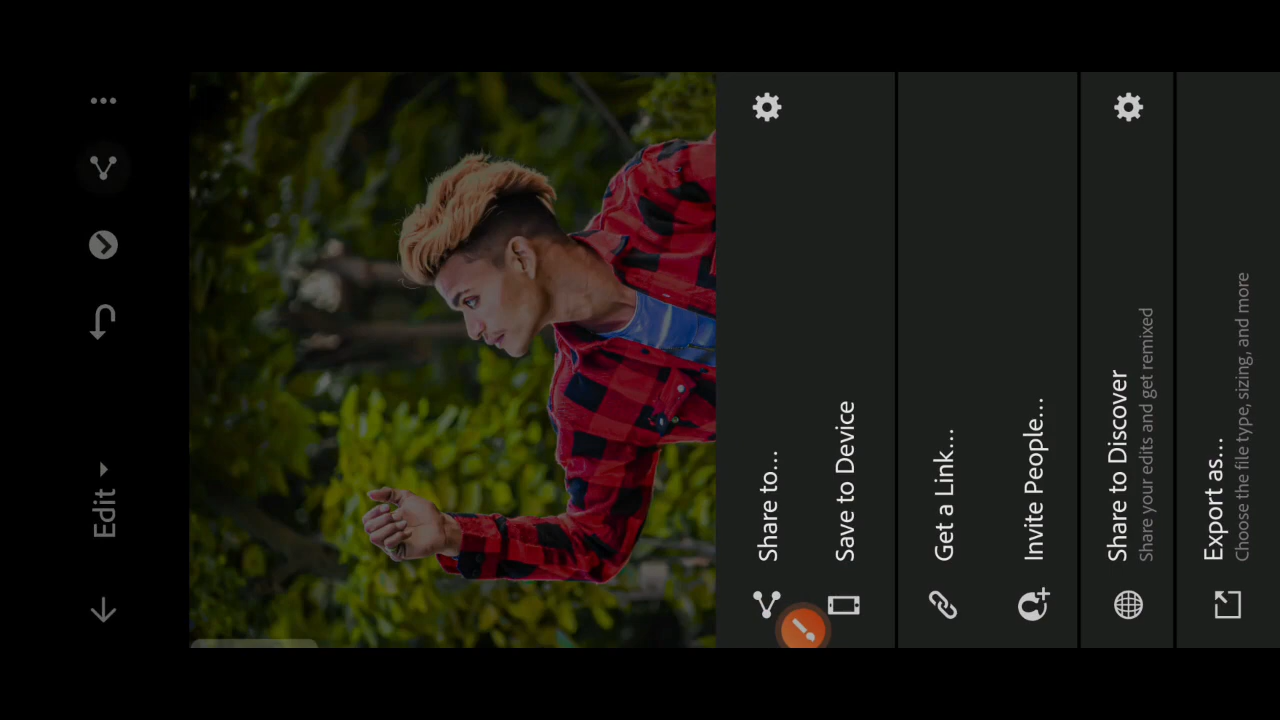 Edit
Share to...
Save to Device
Get a Link...
Invite People...
Share to Discover
Share your edits and get remixed
Export as...
Choose the file type, sizing, and more